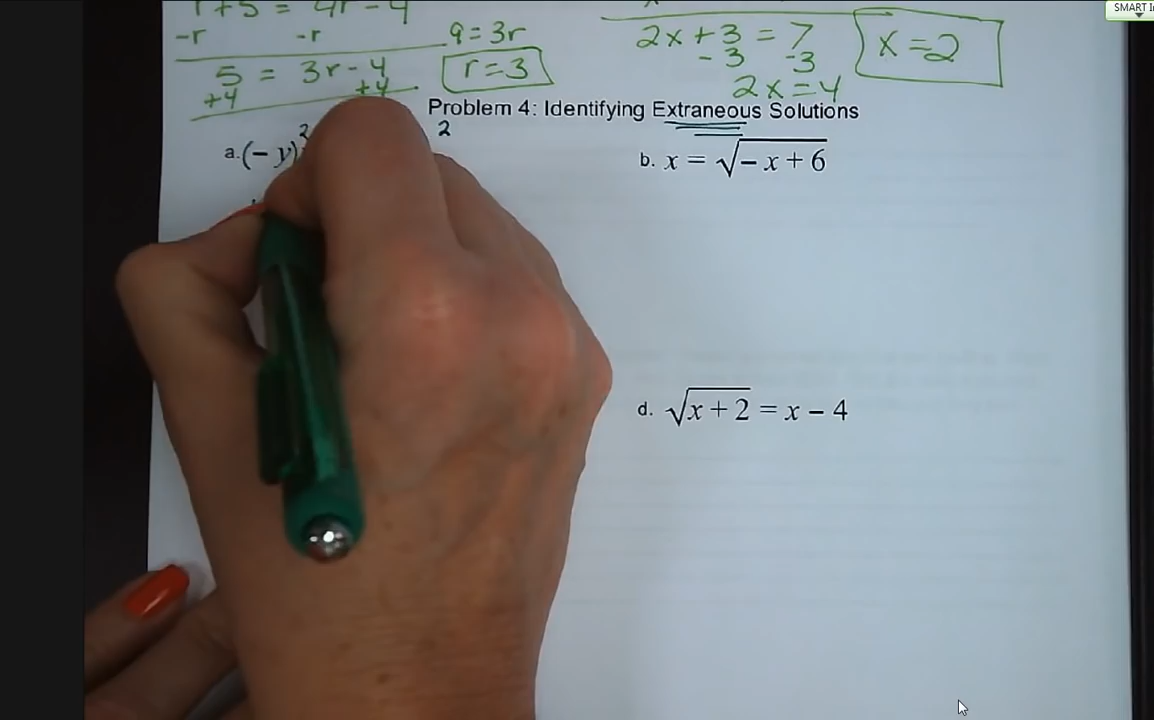 r+5 = 4r-4
-r -r
5 = 3r-4
+4 +4
9=3r
r=3
2x+3 = 7
-3 -3
2x=4
x=2
Problem 4: Identifying Extraneous Solutions
a. (-y)²
2
b. x = √-x+6
d. √x+2 = x-4
SMART